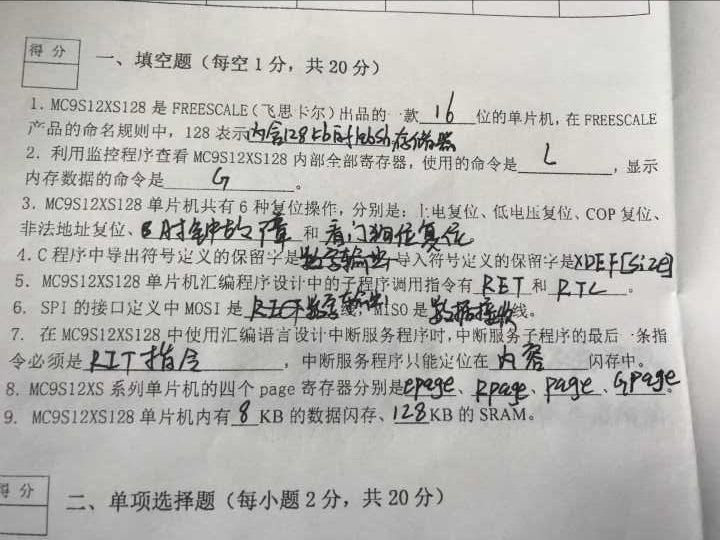 得 分
一、填空题（每空1分，共20分）
1. MC9S12XS128 是 FREESCALE（飞思卡尔）出品的一款 16 位的单片机，在 FREESCALE
产品的命名规则中，128 表示内含128kb的flash存储器
2. 利用监控程序查看 MC9S12XS128 内部全部寄存器，使用的命令是 L ，显示
内存数据的命令是 G 。
3. MC9S12XS128 单片机共有 6 种复位操作，分别是：上电复位、低电压复位、COP 复位、
非法地址复位、时钟故障 和 看门狗位复位
4. C 程序中导出符号定义的保留字是数字输出 导入符号定义的保留字是XDEF[size]
5. MC9S12XS128 单片机汇编程序设计中的子程序调用指令有 RET 和 RTC 。
6. SPI 的接口定义中 MOSI 是 数字输出线，MISO 是 数据接收线。
7. 在 MC9S12XS128 中使用汇编语言设计中断服务程序时，中断服务子程序的最后一条指
令必须是 RIT指令 ，中断服务程序只能定位在 内容 闪存中。
8. MC9S12XS 系列单片机的四个 page 寄存器分别是epage、Rpage、page、Gpage。
9. MC9S12XS128 单片机内有 8 KB 的数据闪存、128 KB 的 SRAM。
得 分
二、单项选择题（每小题2分，共20分）